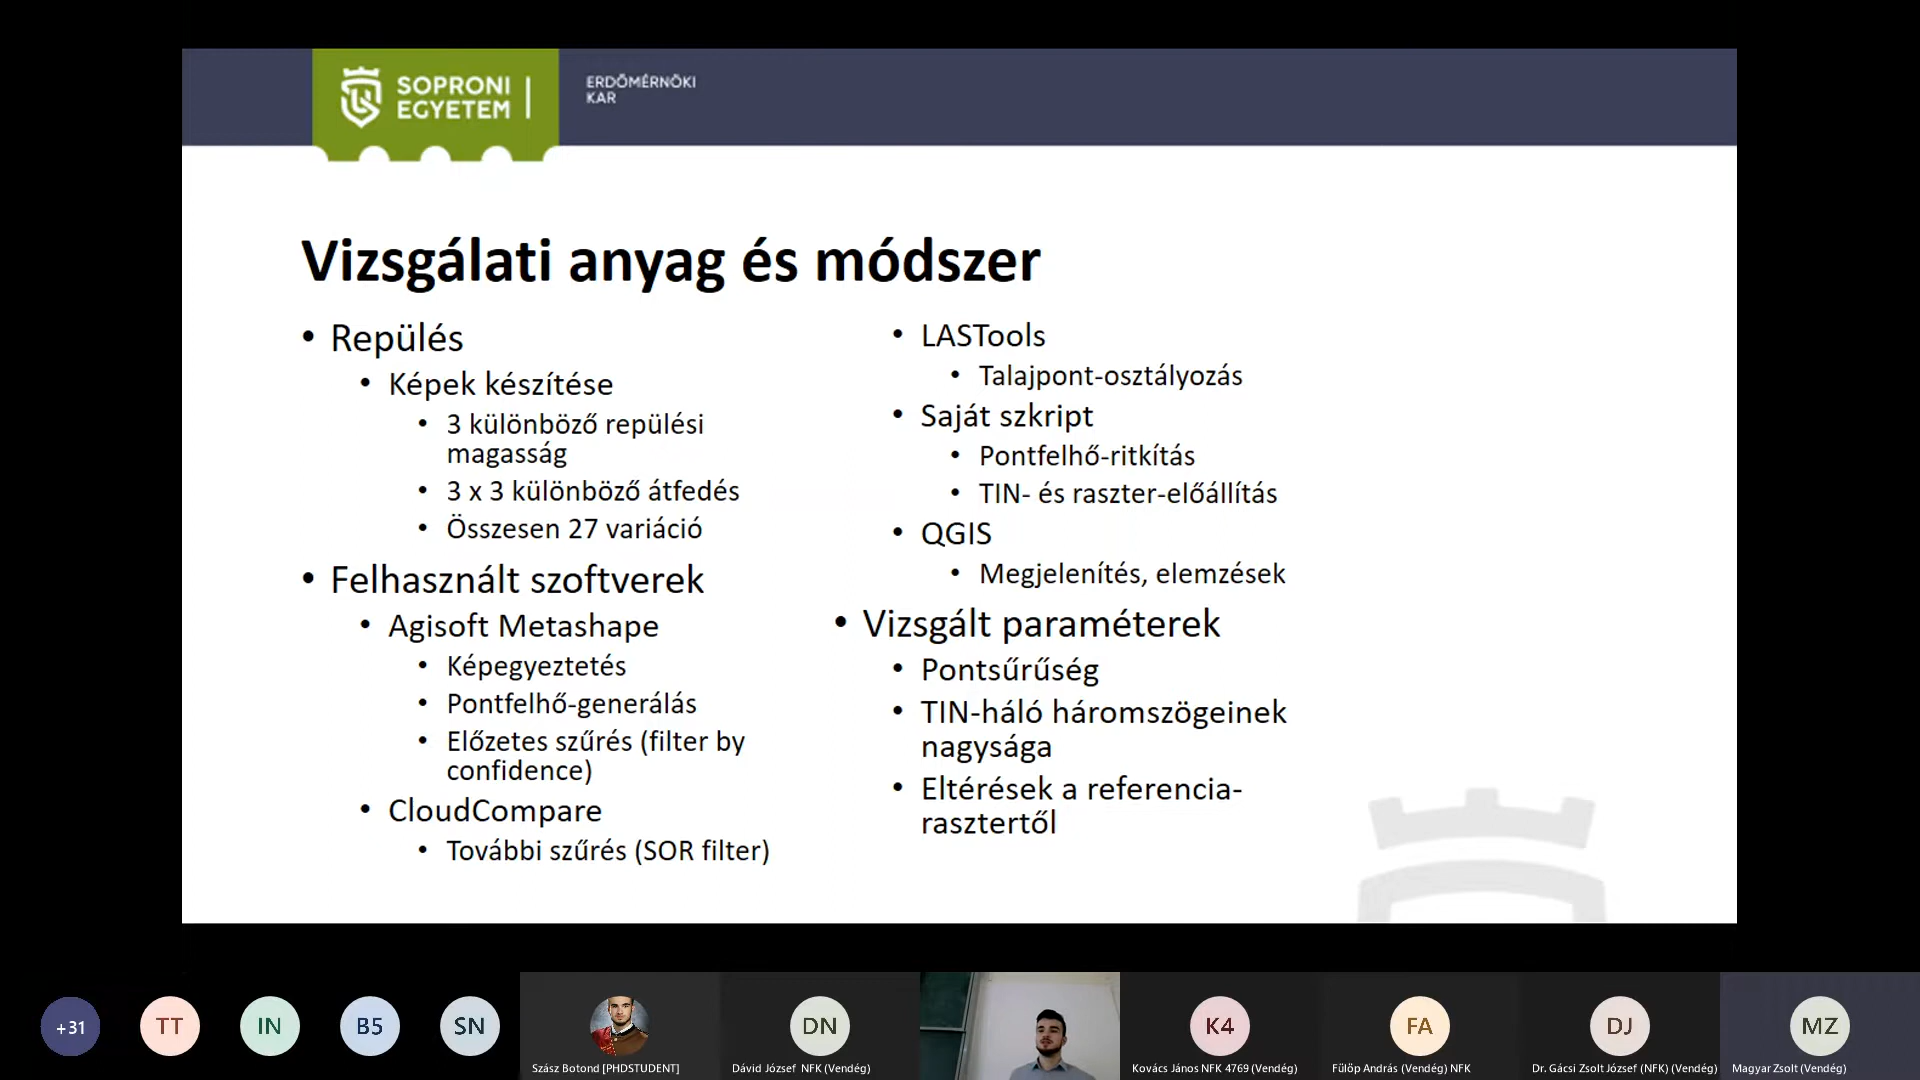 SOPRONI
EGYETEM
ERDŐMÉRNÖKI
KAR
Vizsgálati anyag és módszer
• Repülés
• Képek készítése
• 3 különböző repülési
magasság
• 3 x 3 különböző átfedés
• Összesen 27 variáció
• Felhasznált szoftverek
• Agisoft Metashape
• Képegyeztetés
• Pontfelhő-generálás
• Előzetes szűrés (filter by
confidence)
• CloudCompare
• További szűrés (SOR filter)
• LASTools
• Talajpont-osztályozás
• Saját szkript
• Pontfelhő-ritkítás
• TIN- és raszter-előállítás
• QGIS
• Megjelenítés, elemzések
• Vizsgált paraméterek
• Pontsűrűség
• TIN-háló háromszögeinek
nagysága
• Eltérések a referencia-
rasztertől
+31
TT
IN
B5
SN
Szász Botond [PHDSTUDENT]
DN
Dávid József NFK (Vendég)
K4
Kovács János NFK 4769 (Vendég)
FA
Fülöp András (Vendég) NFK
DJ
Dr. Gácsi Zsolt József (NFK) (Vendég)
MZ
Magyar Zsolt (Vendég)